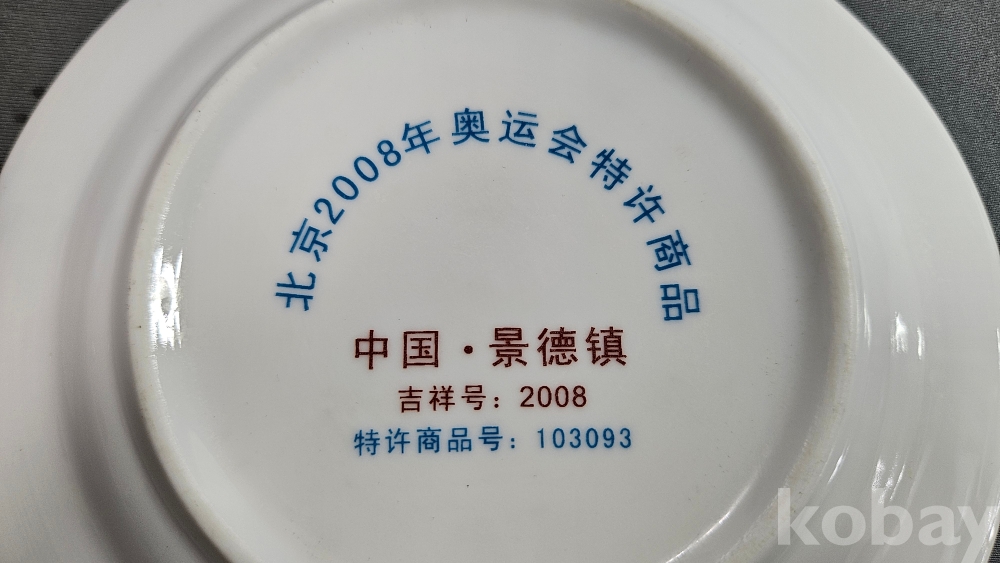 北京2008年奥运会特许商品
中国·景德镇
吉祥号：2008
特许商品号：103093
kobay